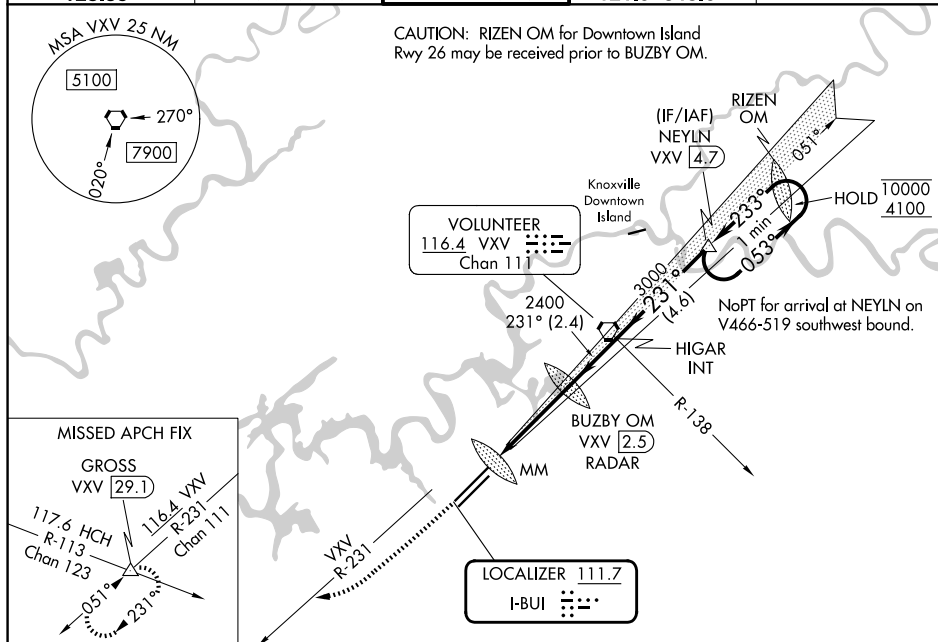 MSA VXV 25 NM
5100
270°
7900
020°
CAUTION: RIZEN OM for Downtown Island
Rwy 26 may be received prior to BUZBY OM.
RIZEN
OM
(IF/IAF)
NEYLN
VXV 4.7
051°
HOLD
10000
4100
233°
1 min
053°
Knoxville
Downtown
Island
VOLUNTEER
116.4 VXV
Chan 111
3000
231°
(4.6)
2400
231° (2.4)
NoPT for arrival at NEYLN on
V466-519 southwest bound.
HIGAR
INT
R-138
BUZBY OM
VXV 2.5
RADAR
MM
VXV
R-231
LOCALIZER 111.7
I-BUI
MISSED APCH FIX
GROSS
VXV 29.1
117.6 HCH
R-113
Chan 123
116.4 VXV
R-231
Chan 111
051°
231°